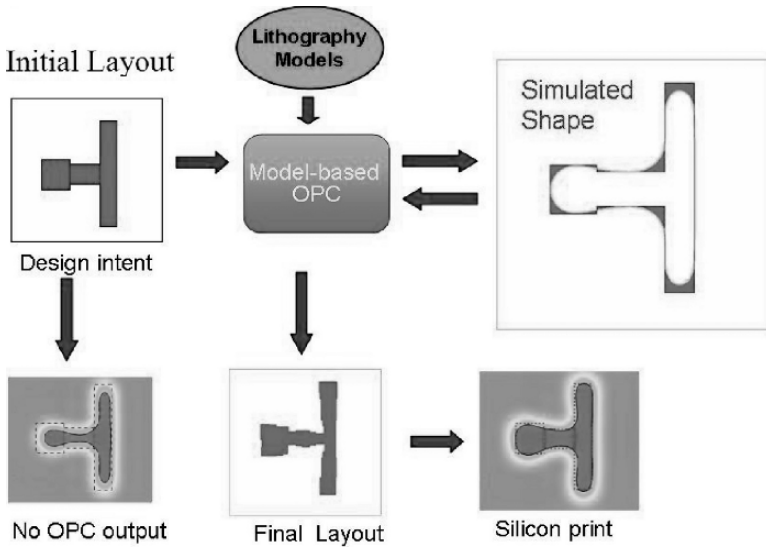 Lithography
Models
Initial Layout
Simulated
Shape
Model-based
OPC
Design intent
No OPC output
Final Layout
Silicon print